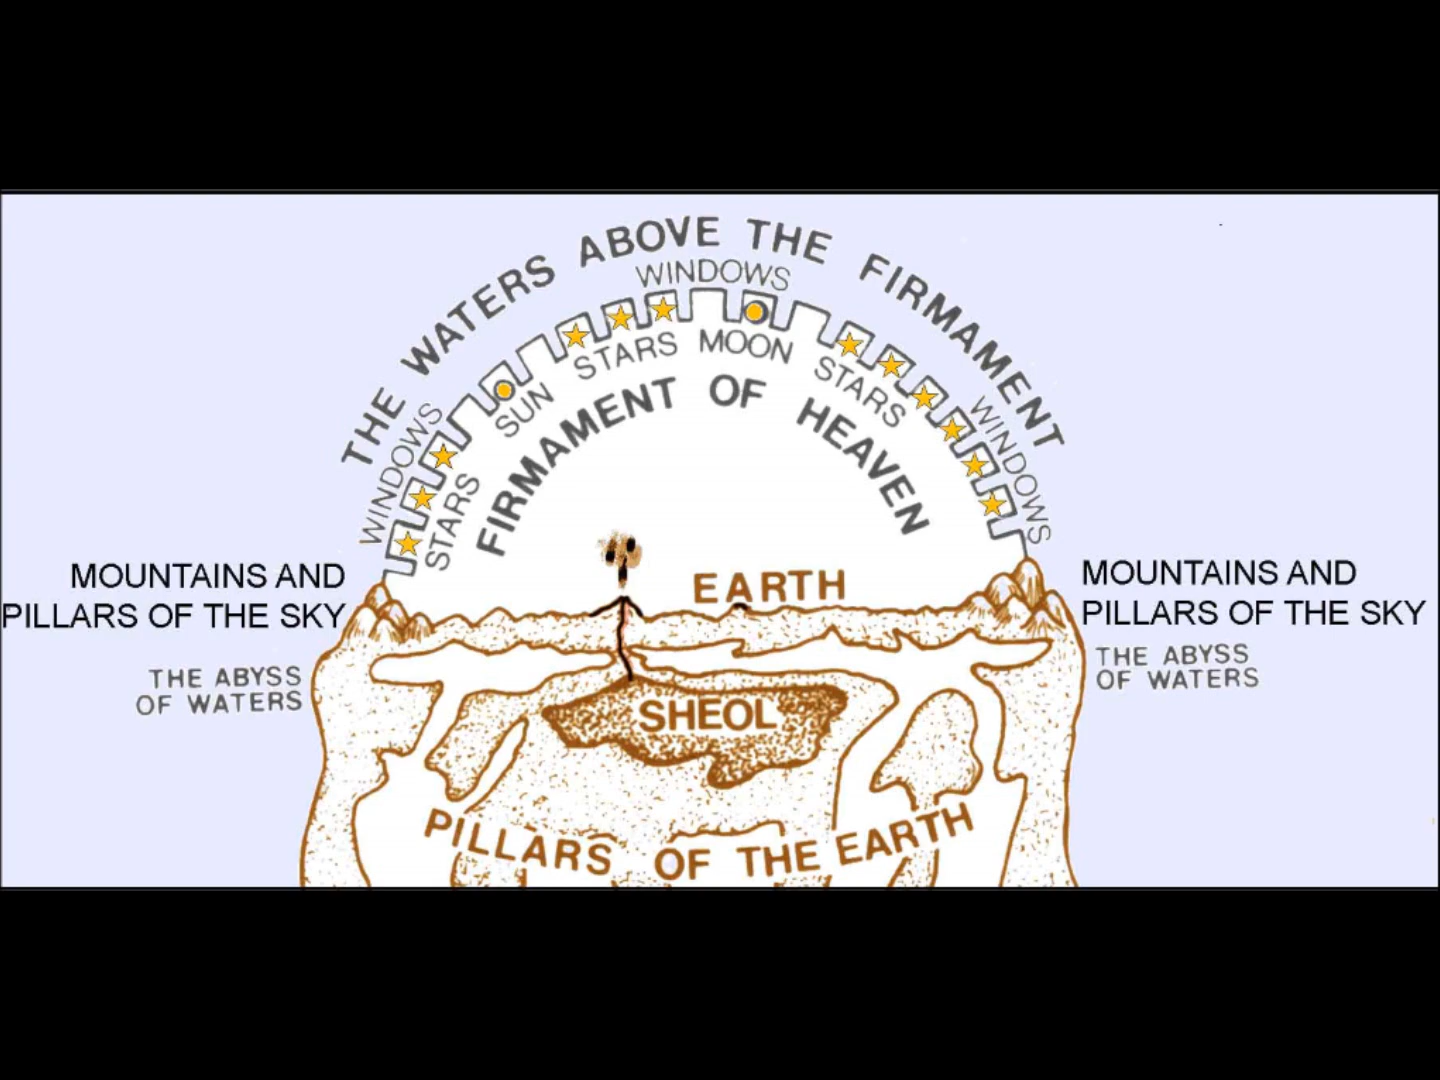 THE WATERS ABOVE THE FIRMAMENT
WINDOWS
WINDOWS
WINDOWS
STARS
SUN
STARS
MOON
STARS
FIRMAMENT OF HEAVEN
MOUNTAINS AND
PILLARS OF THE SKY
EARTH
MOUNTAINS AND
PILLARS OF THE SKY
THE ABYSS
OF WATERS
THE ABYSS
OF WATERS
SHEOL
PILLARS OF THE EARTH